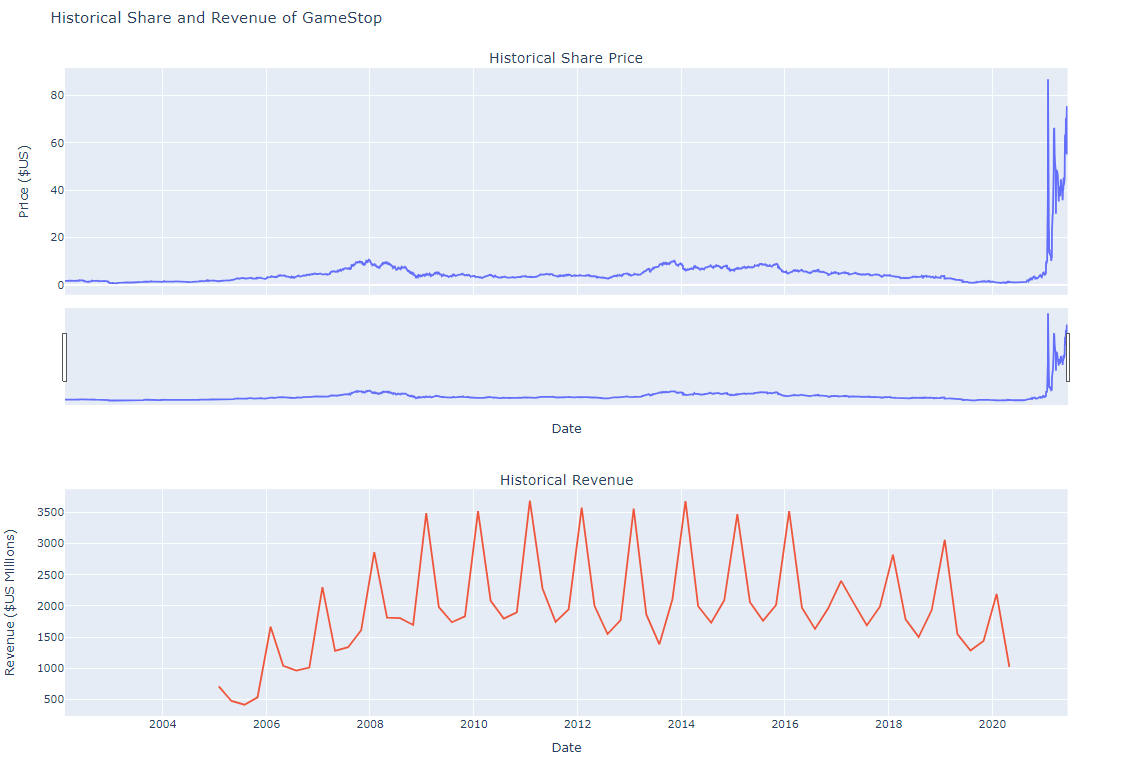 Historical Share and Revenue of GameStop
Historical Share Price
80
60
40
20
0
Price ($US)
Date
Historical Revenue
3500
3000
2500
2000
1500
1000
500
Revenue ($US Millions)
2004 2006 2008 2010 2012 2014 2016 2018 2020
Date